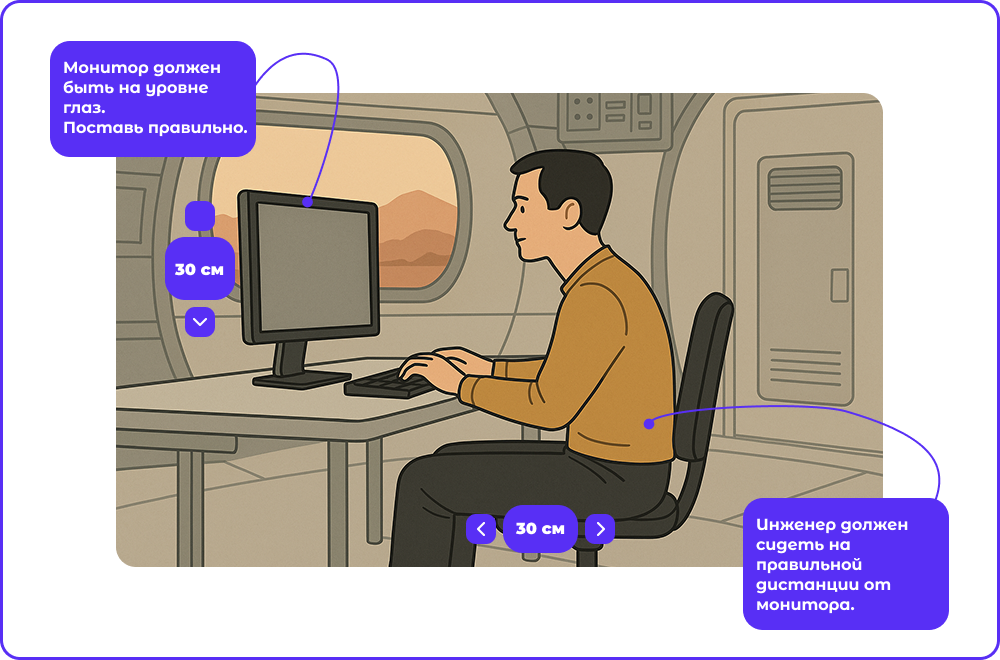 Монитор должен
быть на уровне
глаз.
Поставь правильно.
30 см
30 см
Инженер должен
сидеть на
правильной
дистанции от
монитора.